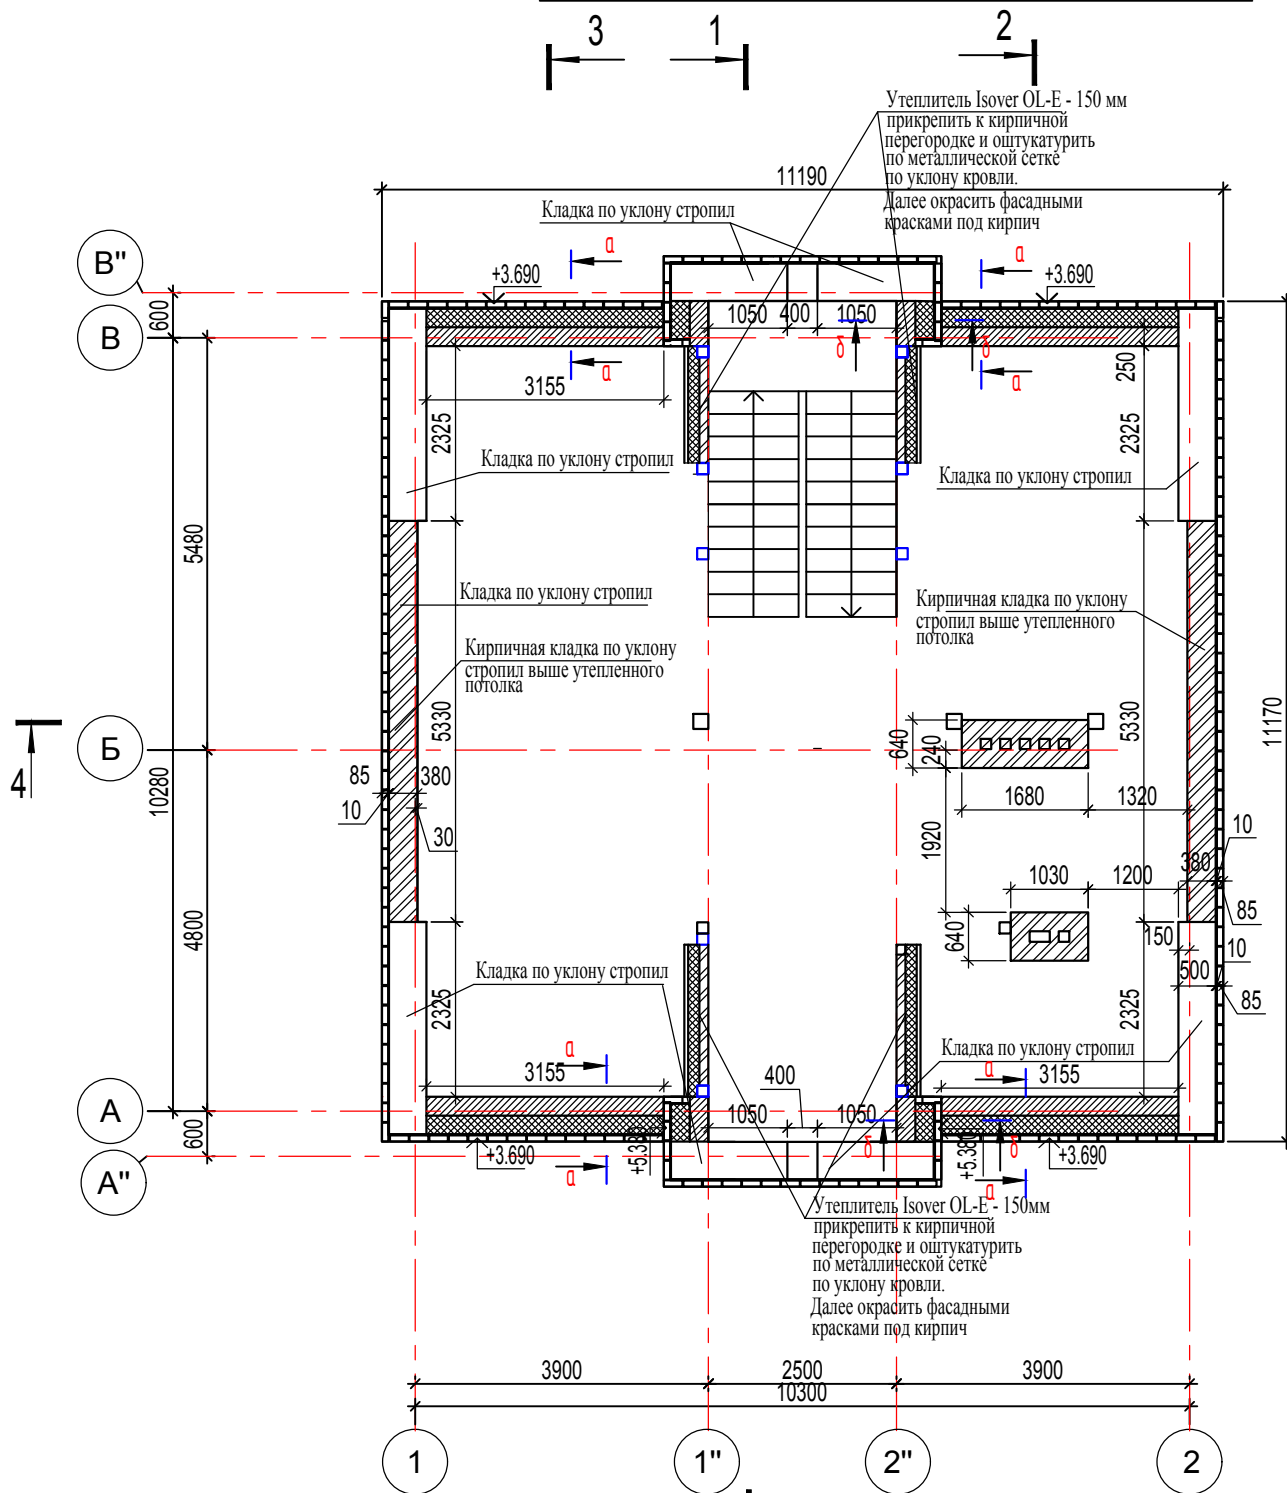 3
1
2
Утеплитель Isover OL-E - 150 мм
прикрепить к кирпичной
перегородке и оштукатурить
по металлической сетке
по уклону кровли.
Далее окрасить фасадными
красками под кирпич
11190
Кладка по уклону стропил
В"
+3.690
а
а
+3.690
600
1050
400
1050
В
б
б
250
а
а
3155
2325
2325
Кладка по уклону стропил
Кладка по уклону стропил
5480
Кладка по уклону стропил
Кирпичная кладка по уклону
стропил выше утепленного
потолка
Кирпичная кладка по уклону
стропил выше утепленного
потолка
5330
5330
11170
640
240
Б
4
10280
85
380
10
30
1680
1320
1920
10
380
1030
1200
85
4800
640
150
10
500
85
Кладка по уклону стропил
2325
2325
Кладка по уклону стропил
а
а
3155
400
3155
А
600
1050
1050
+5.380
+5.380
б
б
+3.690
+3.690
А"
а
а
Утеплитель Isover OL-E - 150мм
прикрепить к кирпичной
перегородке и оштукатурить
по металлической сетке
по уклону кровли.
Далее окрасить фасадными
красками под кирпич
3900
2500
3900
10300
1
1"
2"
2